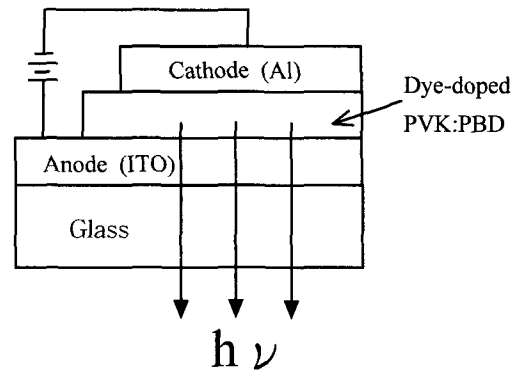 Cathode (Al)
Dye-doped
PVK:PBD
Anode (ITO)
Glass
h ν